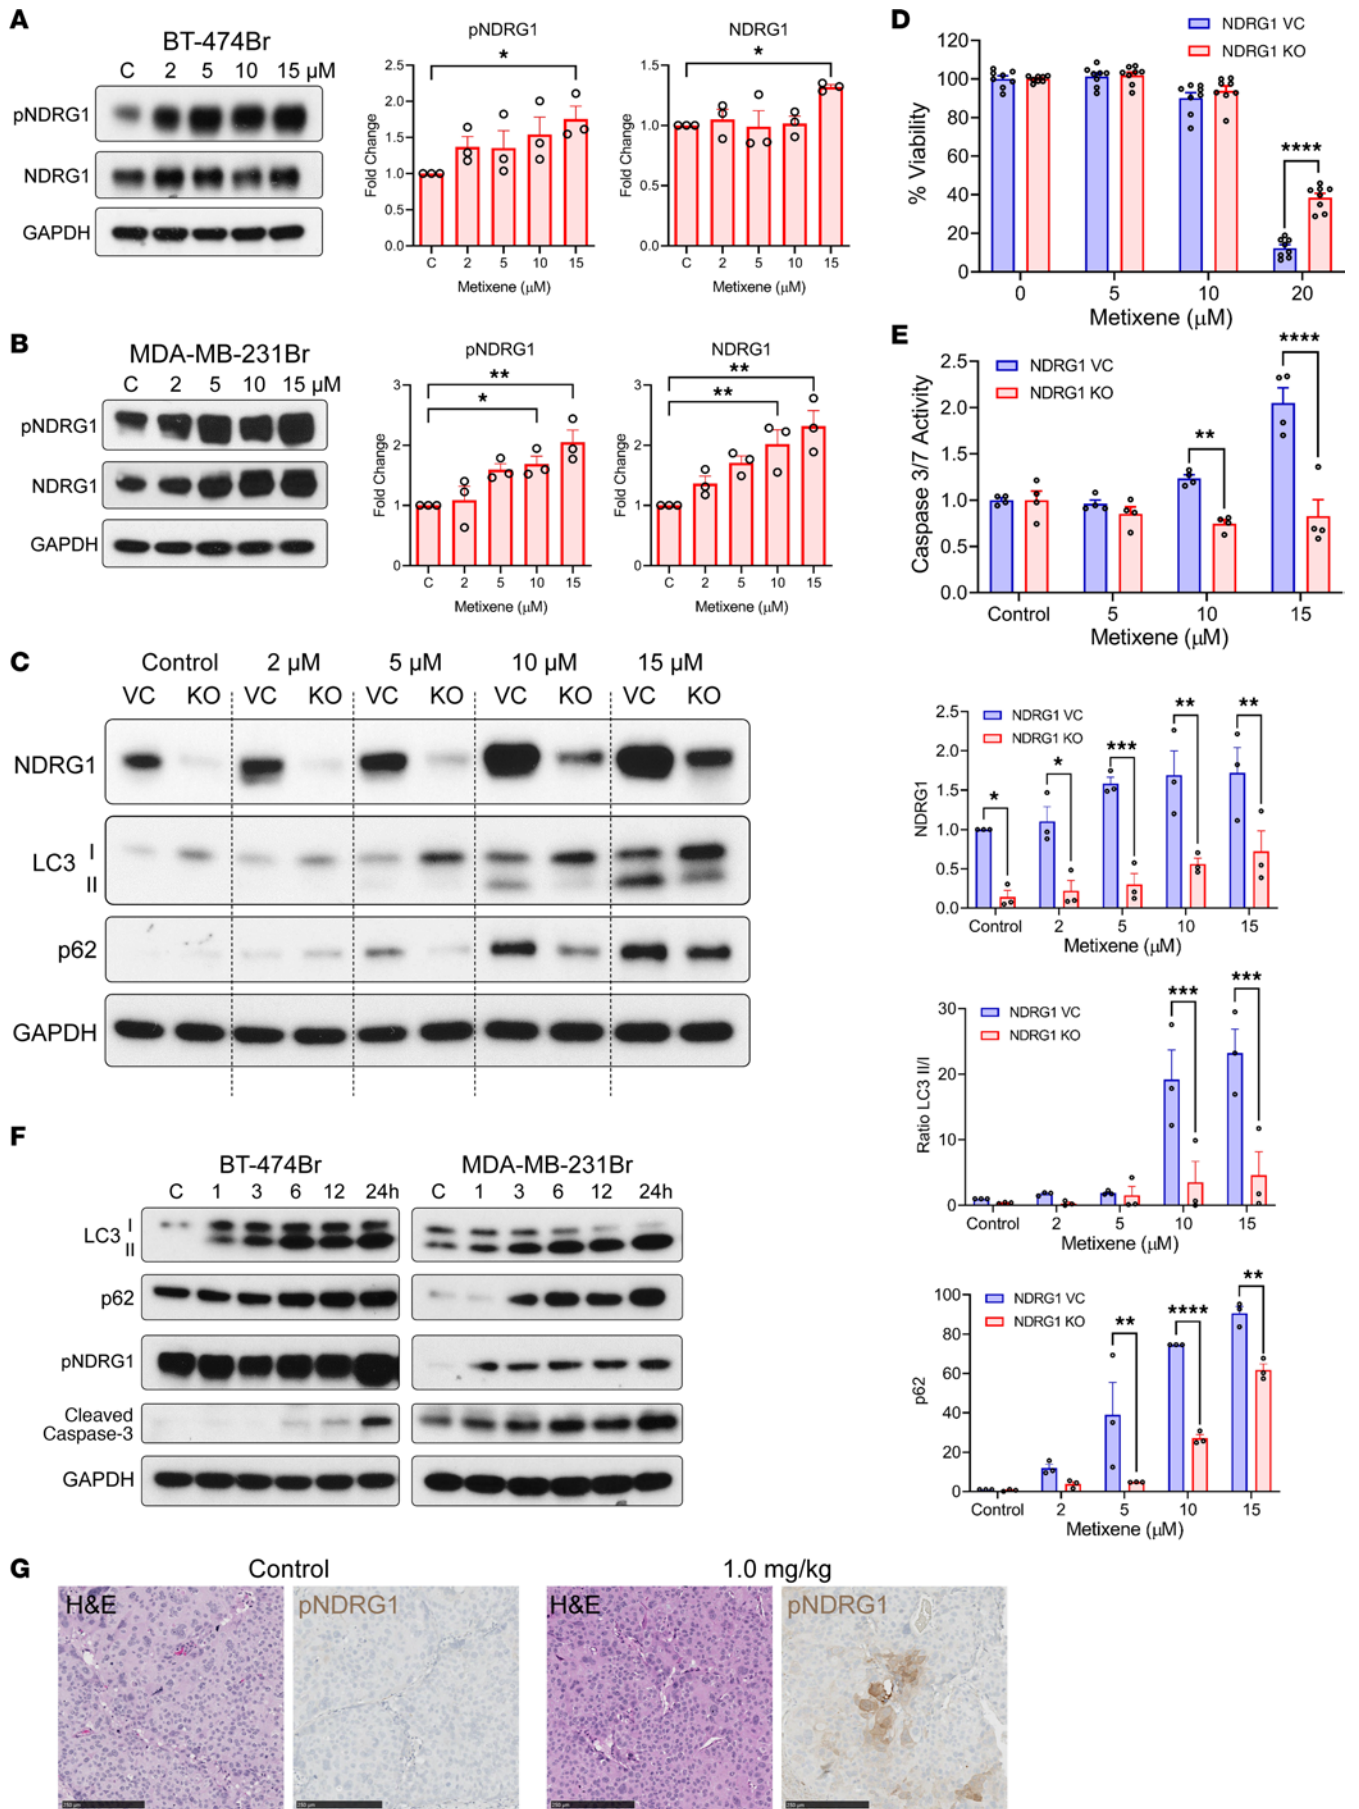 A
BT-474Br
C 2 5 10 15 µM
pNDRG1
NDRG1
GAPDH
pNDRG1
*
Fold Change
2.5
2.0
1.5
1.0
0.5
0.0
C 2 5 10 15
Metixene (µM)
NDRG1
*
Fold Change
1.5
1.0
0.5
0.0
C 2 5 10 15
Metixene (µM)
B
MDA-MB-231Br
C 2 5 10 15 µM
pNDRG1
NDRG1
GAPDH
pNDRG1
**
*
Fold Change
3
2
1
0
C 2 5 10 15
Metixene (µM)
NDRG1
**
**
Fold Change
3
2
1
0
C 2 5 10 15
Metixene (µM)
C
Control 2 µM 5 µM 10 µM 15 µM
VC KO VC KO VC KO VC KO VC KO
NDRG1
LC3 I
II
p62
GAPDH
D
NDRG1 VC
NDRG1 KO
% Viability
120
100
80
60
40
20
0
****
0 5 10 20
Metixene (µM)
E
NDRG1 VC
NDRG1 KO
Caspase 3/7 Activity
2.5
2.0
1.5
1.0
0.5
0.0
**
****
Control 5 10 15
Metixene (µM)
NDRG1 VC
NDRG1 KO
NDRG1
2.5
2.0
1.5
1.0
0.5
0.0
* * *** ** **
Control 2 5 10 15
Metixene (µM)
NDRG1 VC
NDRG1 KO
Ratio LC3 II/I
30
20
10
0
*** ***
Control 2 5 10 15
Metixene (µM)
NDRG1 VC
NDRG1 KO
p62
100
80
60
40
20
0
** **** **
Control 2 5 10 15
Metixene (µM)
F
BT-474Br
C 1 3 6 12 24h
MDA-MB-231Br
C 1 3 6 12 24h
LC3 I
II
p62
pNDRG1
Cleaved
Caspase-3
GAPDH
G
Control
H&E
pNDRG1
1.0 mg/kg
H&E
pNDRG1
250 µm
250 µm
250 µm
250 µm